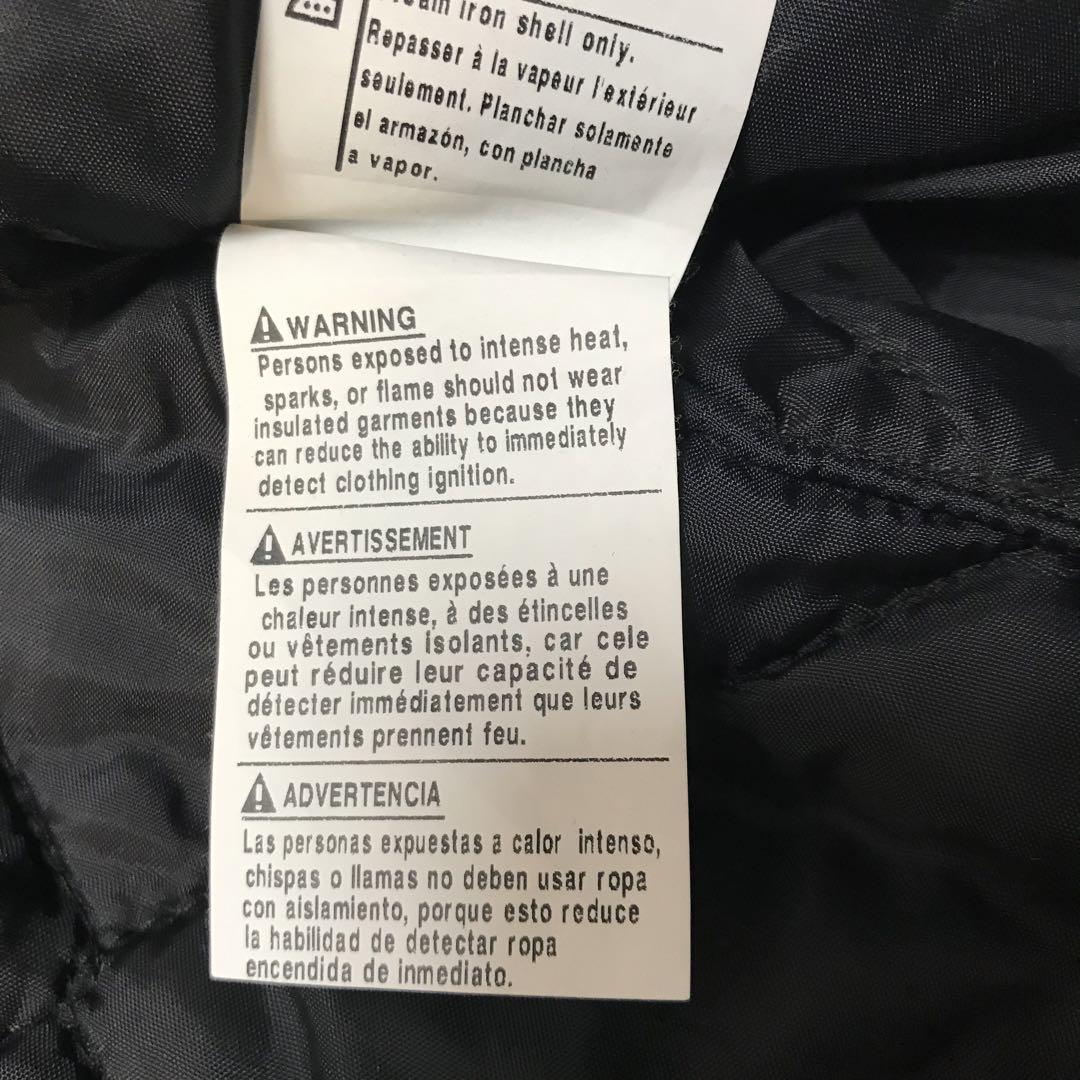 iron shell only.
Repasser à la vapeur l'extérieur
seulement. Planchar solamente
el armazón, con plancha
a vapor.
WARNING
Persons exposed to intense heat,
sparks, or flame should not wear
insulated garments because they
can reduce the ability to immediately
detect clothing ignition.
AVERTISSEMENT
Les personnes exposées à une
chaleur intense, à des étincelles
ou vêtements isolants, car cele
peut réduire leur capacité de
détecter immédiatement que leurs
vêtements prennent feu.
ADVERTENCIA
Las personas expuestas a calor intenso,
chispas o llamas no deben usar ropa
con aislamiento, porque esto reduce
la habilidad de detectar ropa
encendida de inmediato.